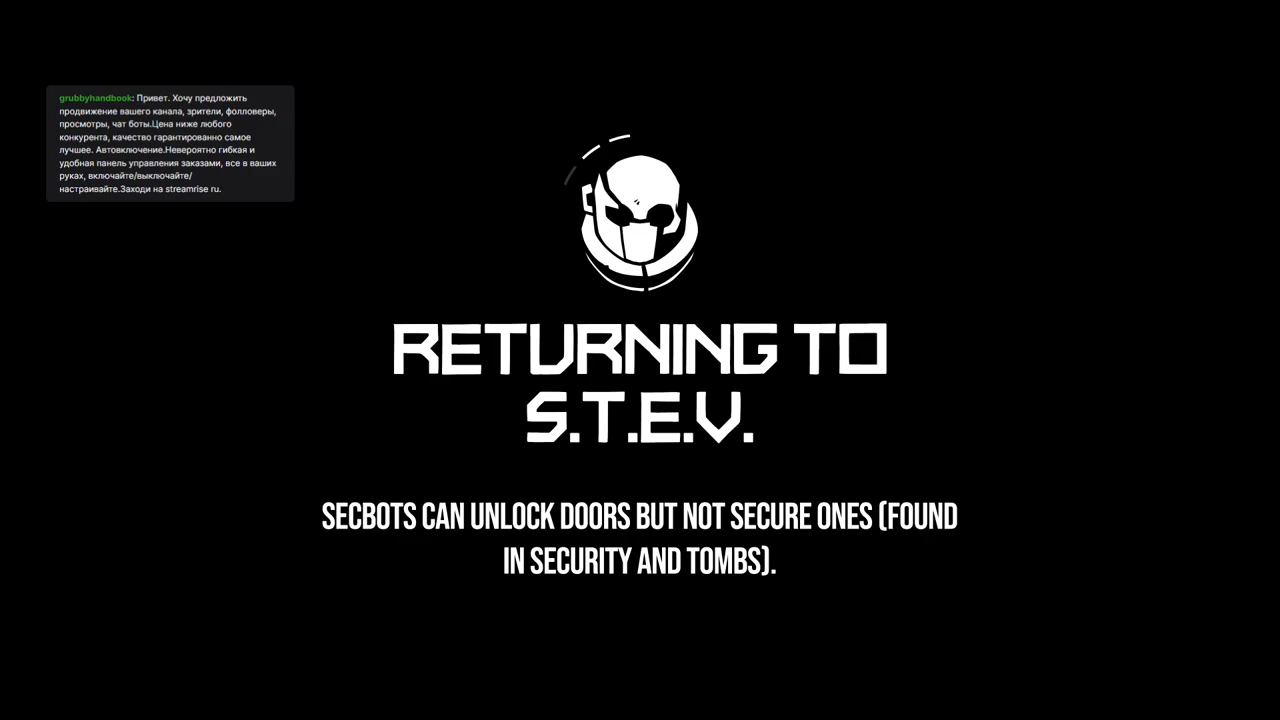 grubbyhandbook: Привет. Хочу предложить
продвижение вашего канала, зрители, фолловеры,
просмотры, чат боты.Цена ниже любого
конкурента, качество гарантированно самое
лучшее. Автовключение.Невероятно гибкая и
удобная панель управления заказами, все в ваших
руках, включайте/выключайте/
настраивайте.Заходи на streamrise ru.
RETURNING TO
S.T.E.V.
SECBOTS CAN UNLOCK DOORS BUT NOT SECURE ONES (FOUND
IN SECURITY AND TOMBS).